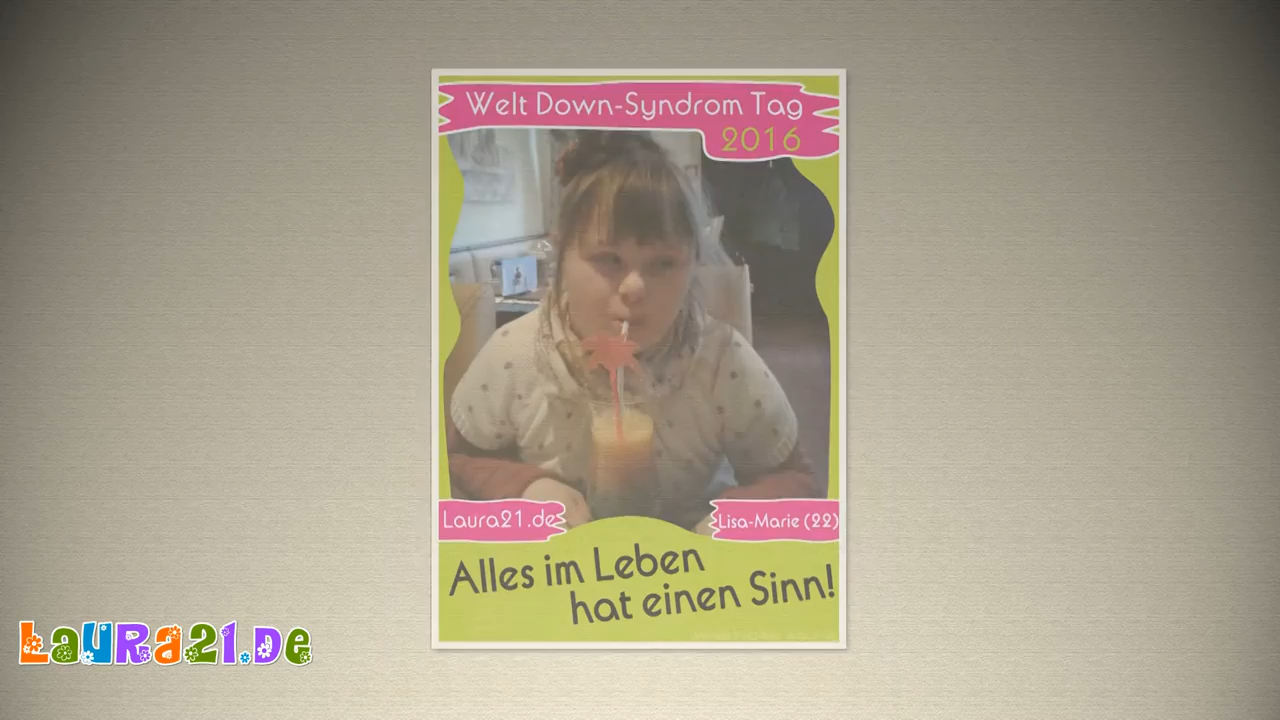 Welt Down-Syndrom Tag
2016
Laura21.de
Lisa-Marie (22)
Alles im Leben
hat einen Sinn!
LaURa21.De